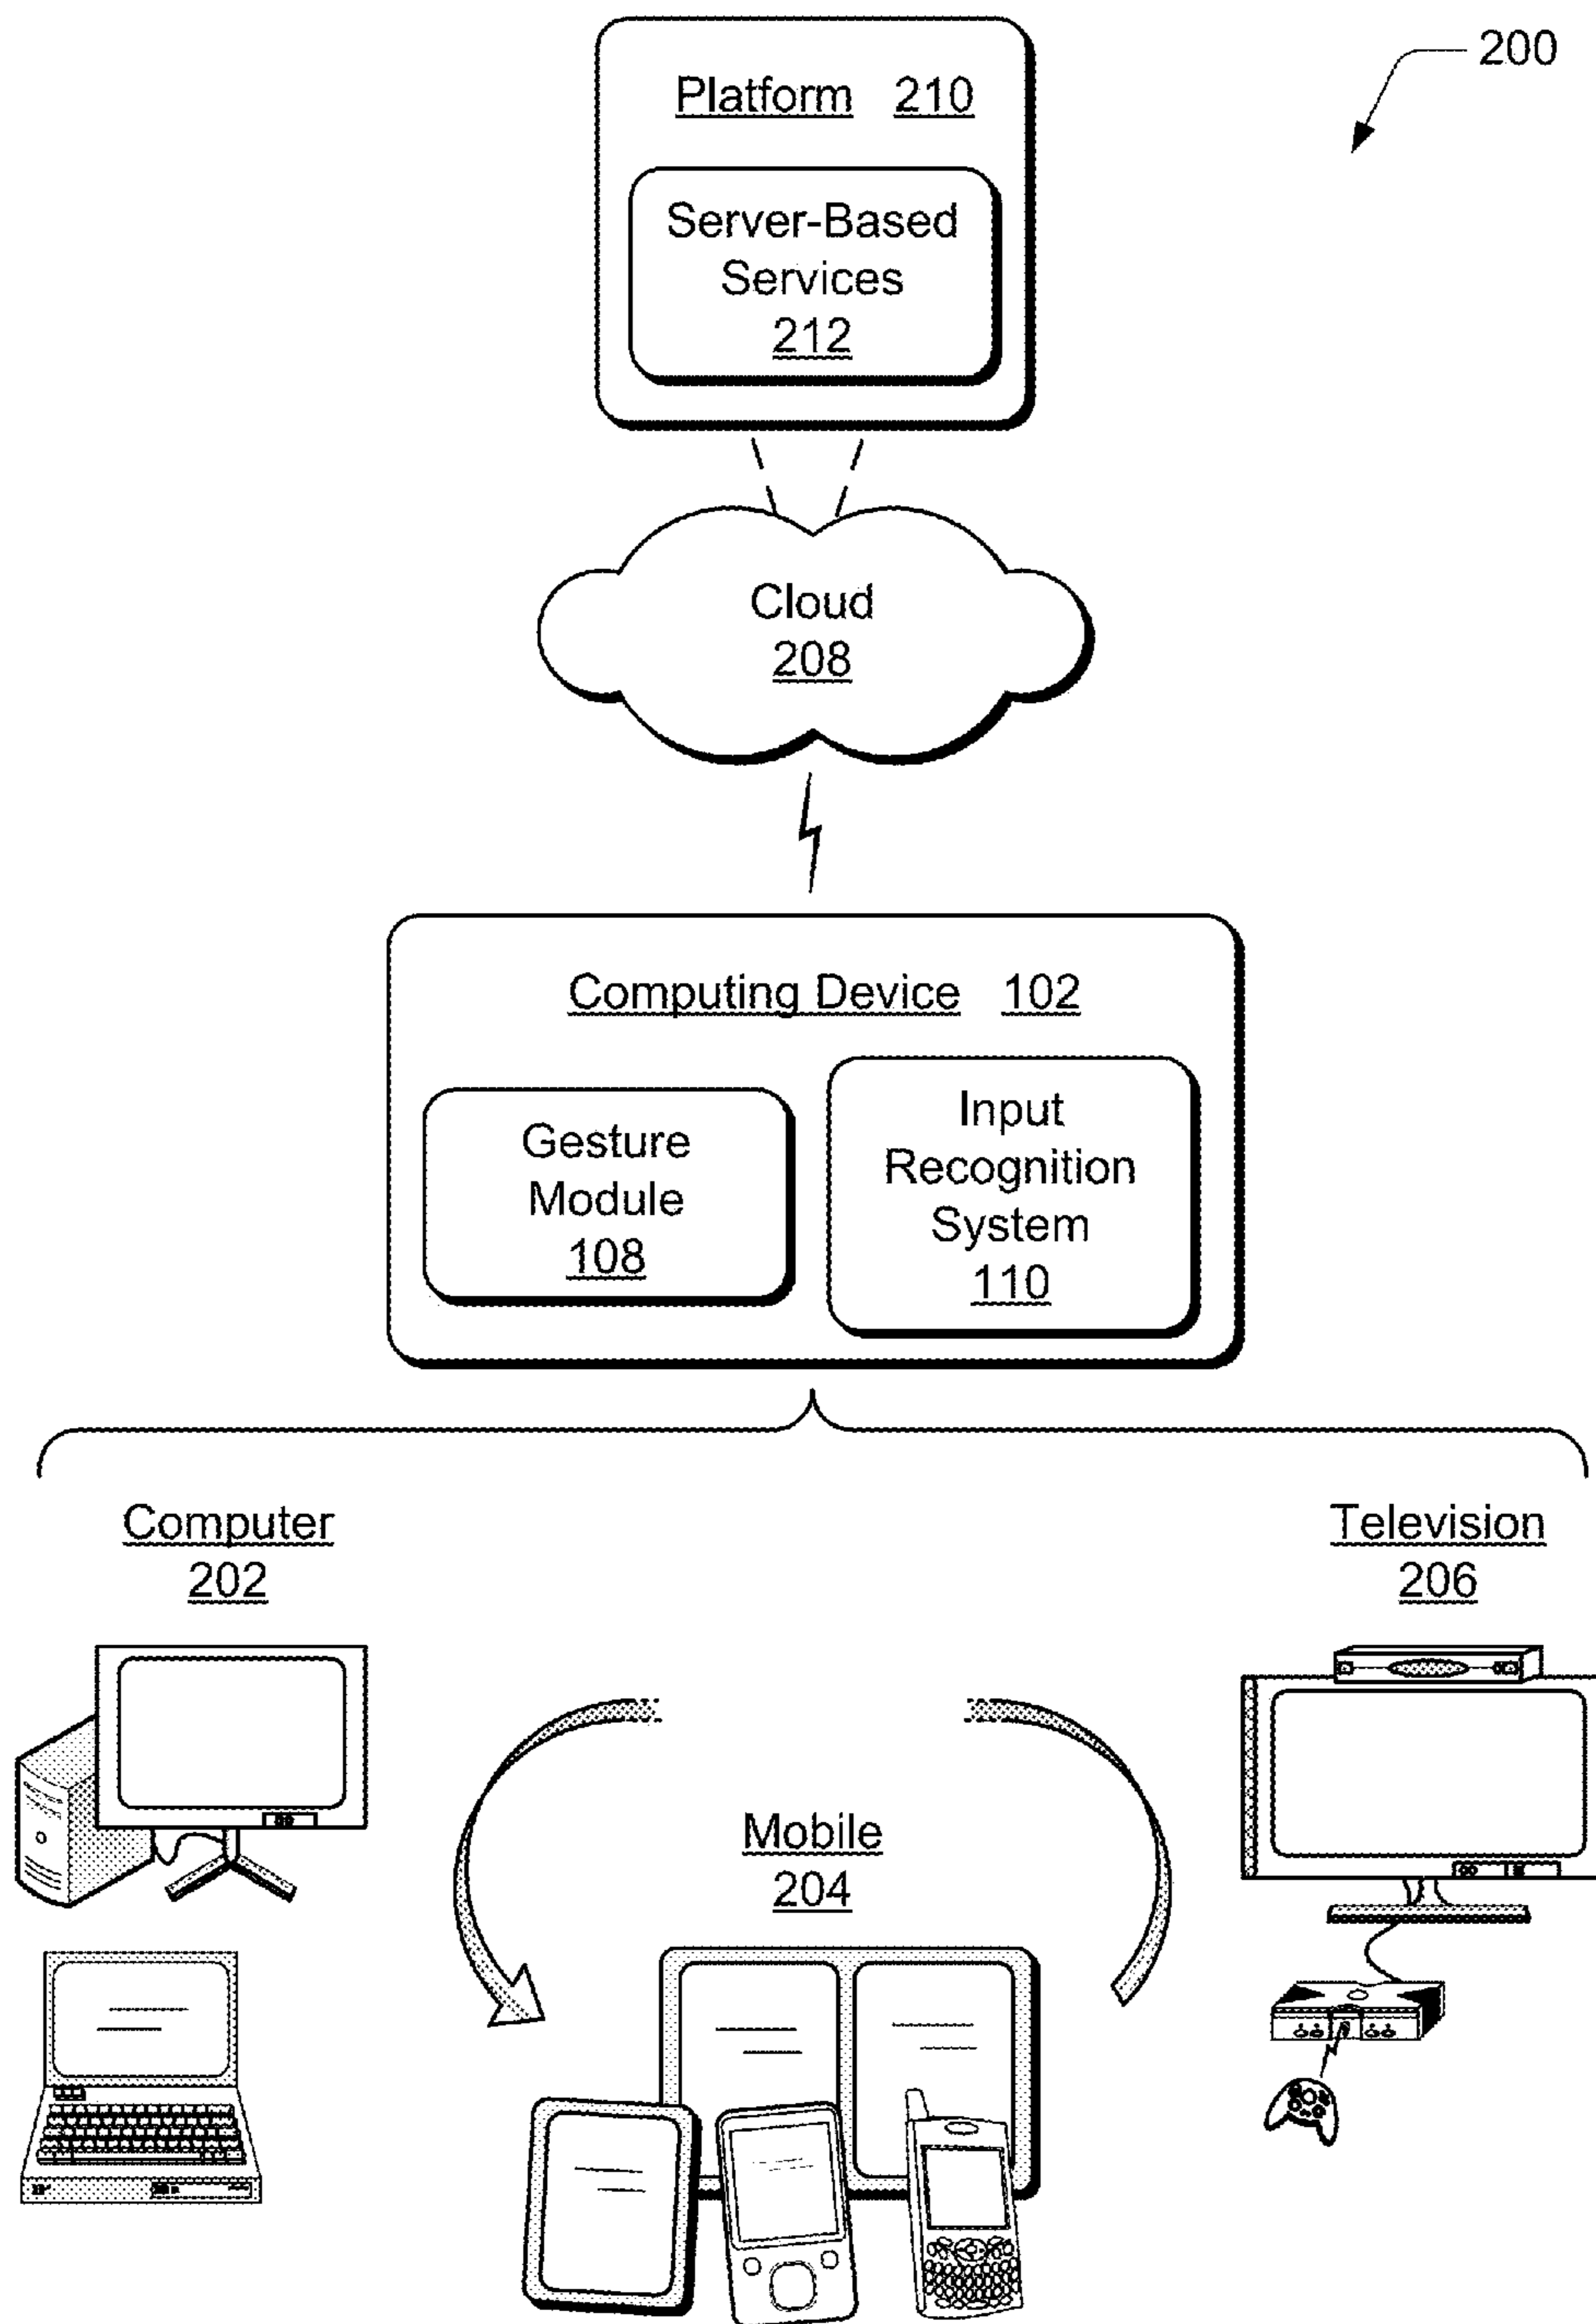 200
Platform 210
Server-Based
Services
212
Cloud
208
Computing Device 102
Gesture
Module
108
Input
Recognition
System
110
Computer
202
Television
206
Mobile
204